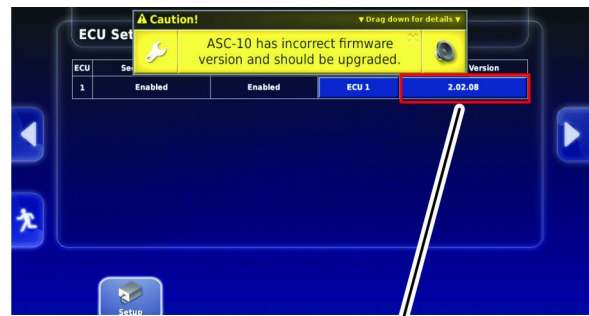 Caution!
▼ Drag down for details ▼
ECU Set
ASC-10 has incorrect firmware
version and should be upgraded.
ECU Se Version
1 Enabled Enabled ECU 1 2.02.08
Setup